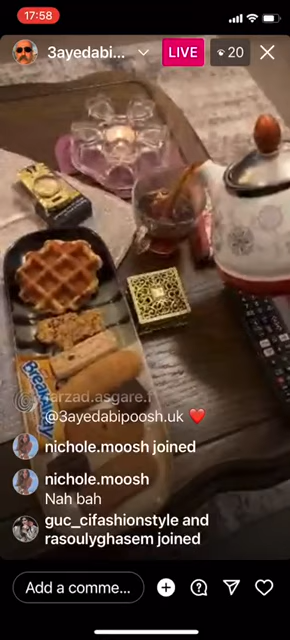 17:58
3ayedabi...
LIVE
20
Breakaway
farzad.asgare.f
@3ayedabipoosh.uk ❤️
nichole.moosh joined
nichole.moosh
Nah bah
guc_cifashionstyle and
rasoulyghasem joined
Add a comme...